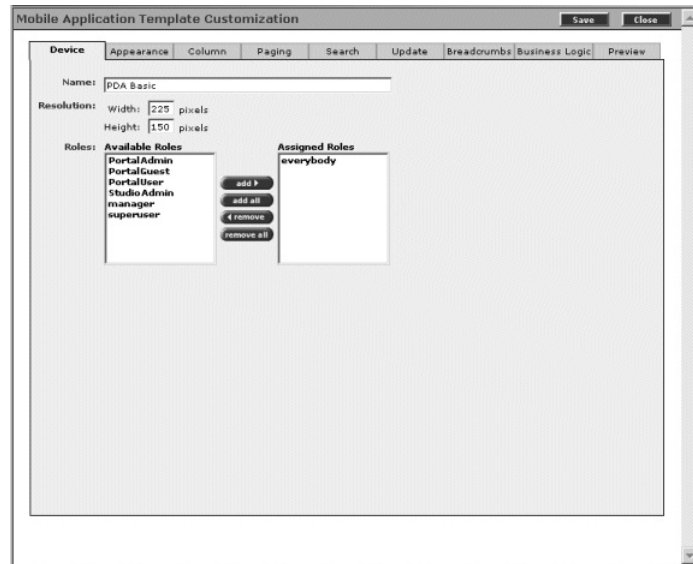 Mobile Application Template Customization Save Close
Device Appearance Column Paging Search Update Breadcrumbs Business Logic Preview
Name: PDA Basic
Resolution: Width: 225 pixels
Height: 150 pixels
Roles: Available Roles Assigned Roles
PortalAdmin everybody
PortalGuest
PortalUser add
StudioAdmin
manager add all
superuser remove
remove all